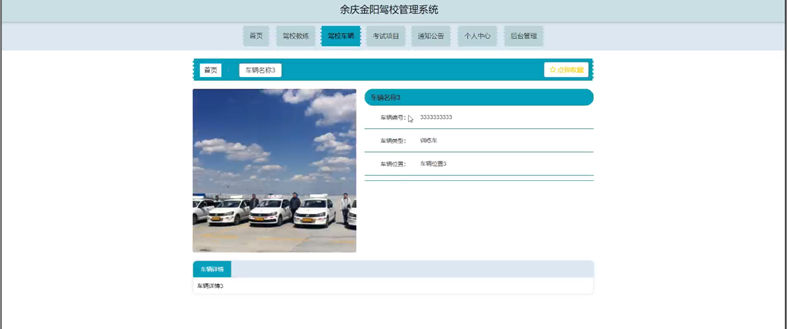 余庆金阳驾校管理系统
首页 驾校教练 驾校车辆 考试项目 通知公告 个人中心 后台管理
首页 车辆名称3 点我收藏
车辆名称3
车辆编号： 3333333333
车辆类型： 训练车
车辆位置： 车辆位置3
车辆详情
车辆详情3